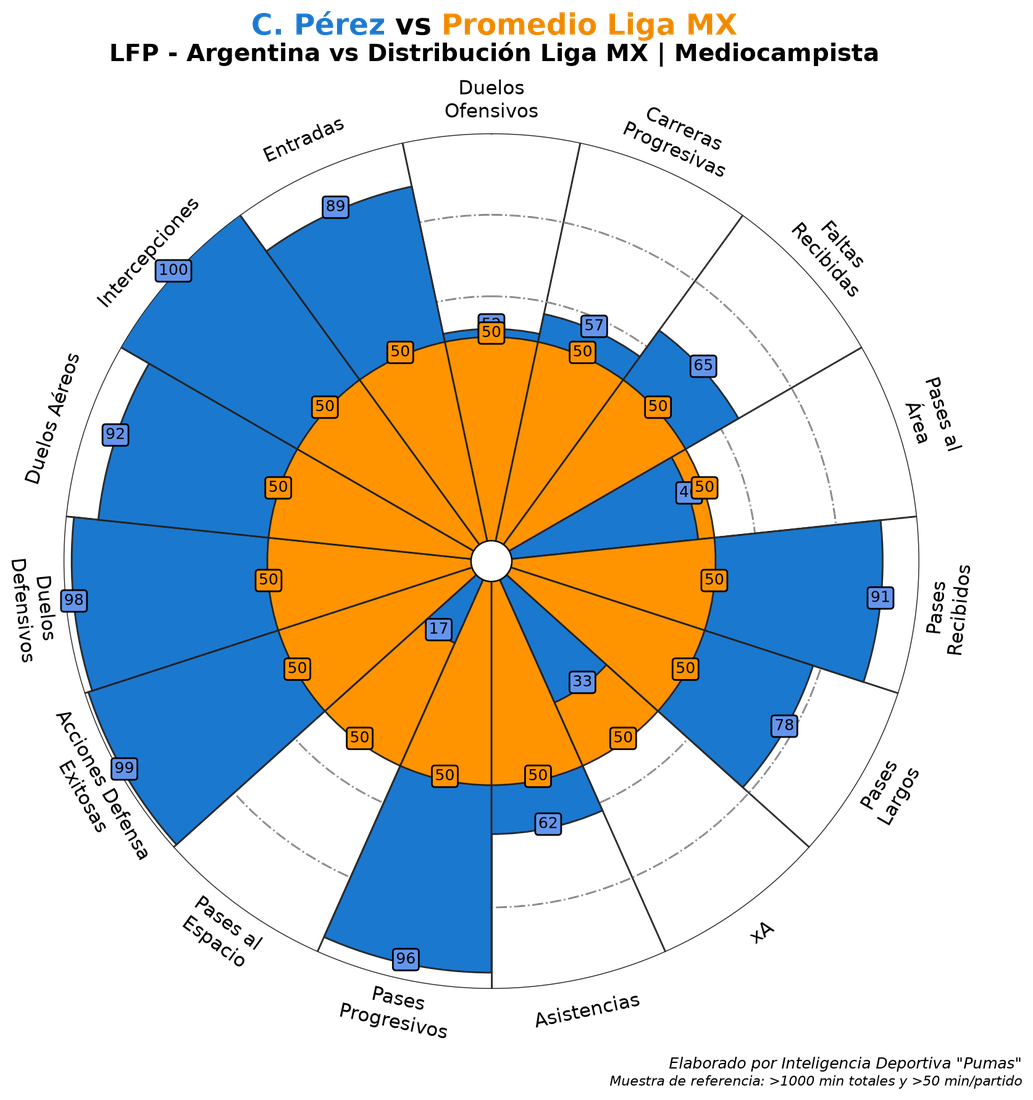 C. Pérez vs Promedio Liga MX
LFP - Argentina vs Distribución Liga MX | Mediocampista
Duelos
Ofensivos
Carreras
Progresivas
Faltas
Recibidas
Pases al
Área
Pases
Recibidos
Pases
Largos
xA
Asistencias
Pases
Progresivos
Pases al
Espacio
Acciones Defensa
Exitosas
Duelos
Defensivos
Duelos Aéreos
Intercepciones
Entradas
50
57
50
65
50
50
91
50
78
50
33
50
62
50
96
50
17
50
99
50
98
50
92
50
100
50
89
50
Elaborado por Inteligencia Deportiva "Pumas"
Muestra de referencia: >1000 min totales y >50 min/partido